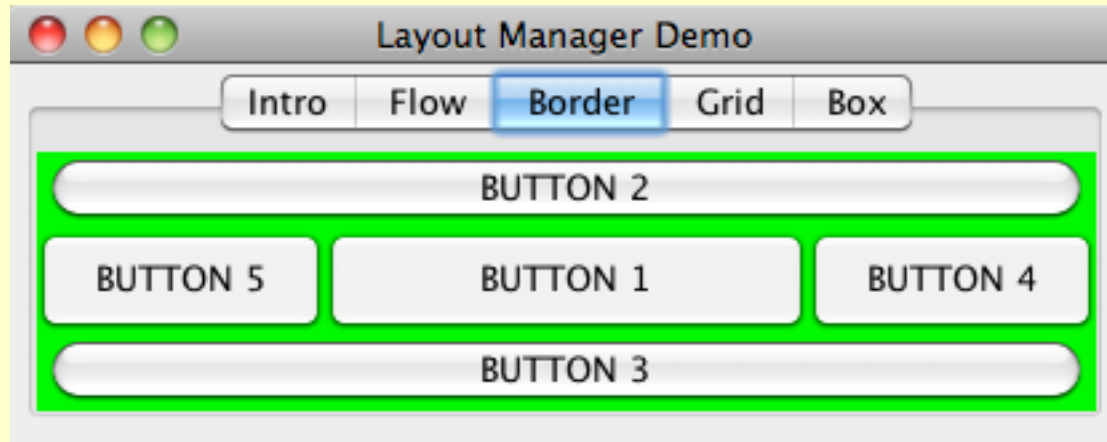 Layout Manager Demo
Intro Flow Border Grid Box
BUTTON 2
BUTTON 5 BUTTON 1 BUTTON 4
BUTTON 3